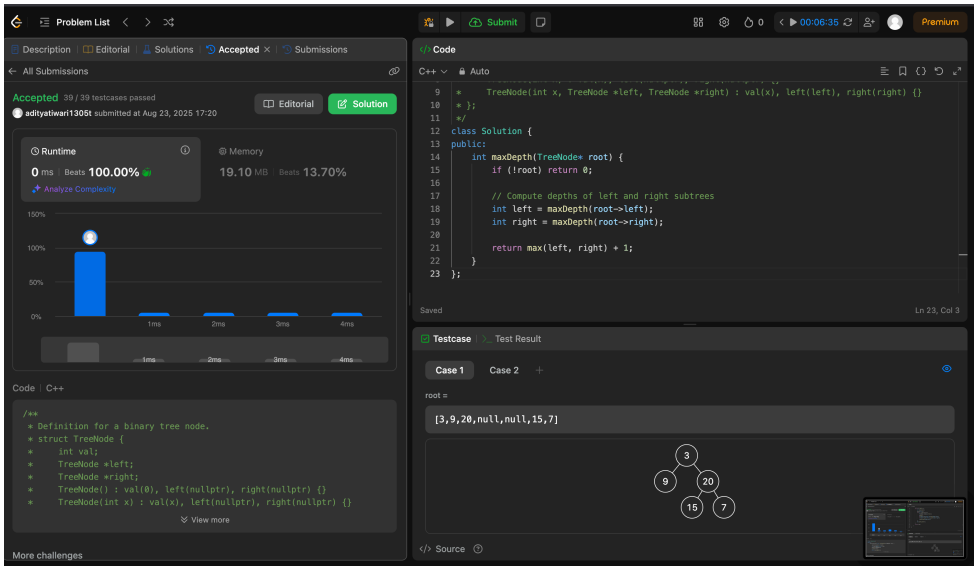 Problem List
Submit
0
00:06:35
Premium
Description
Editorial
Solutions
Accepted
Submissions
All Submissions
Accepted 39 / 39 testcases passed
adityatiwari1305t submitted at Aug 23, 2025 17:20
Editorial
Solution
Runtime
0 ms Beats 100.00%
Analyze Complexity
Memory
19.10 MB Beats 13.70%
150%
100%
50%
0%
1ms 2ms 3ms 4ms
1ms 2ms 3ms 4ms
Code C++
/**
* Definition for a binary tree node.
* struct TreeNode {
* int val;
* TreeNode *left;
* TreeNode *right;
* TreeNode() : val(0), left(nullptr), right(nullptr) {}
* TreeNode(int x) : val(x), left(nullptr), right(nullptr) {}
View more
More challenges
</> Code
C++ Auto
9 * TreeNode(int x, TreeNode *left, TreeNode *right) : val(x), left(left), right(right) {}
10 * };
11 */
12 class Solution {
13 public:
14 int maxDepth(TreeNode* root) {
15 if (!root) return 0;
16
17 // Compute depths of left and right subtrees
18 int left = maxDepth(root->left);
19 int right = maxDepth(root->right);
20
21 return max(left, right) + 1;
22 }
23 };
Saved
Ln 23, Col 3
Testcase
>_ Test Result
Case 1
Case 2
+
root =
[3,9,20,null,null,15,7]
3
9 20
15 7
</> Source